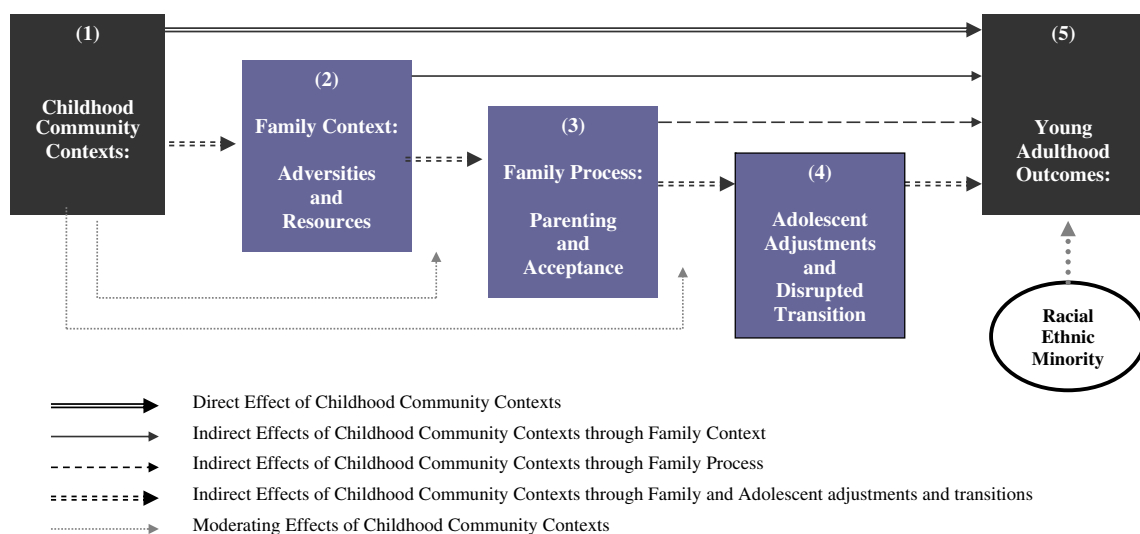 (1)
Childhood
Community
Contexts:
(2)
Family Context:
Adversities
and
Resources
(3)
Family Process:
Parenting
and
Acceptance
(4)
Adolescent
Adjustments
and
Disrupted
Transition
(5)
Young
Adulthood
Outcomes:
Racial
Ethnic
Minority
Direct Effect of Childhood Community Contexts
Indirect Effects of Childhood Community Contexts through Family Context
Indirect Effects of Childhood Community Contexts through Family Process
Indirect Effects of Childhood Community Contexts through Family and Adolescent adjustments and transitions
Moderating Effects of Childhood Community Contexts